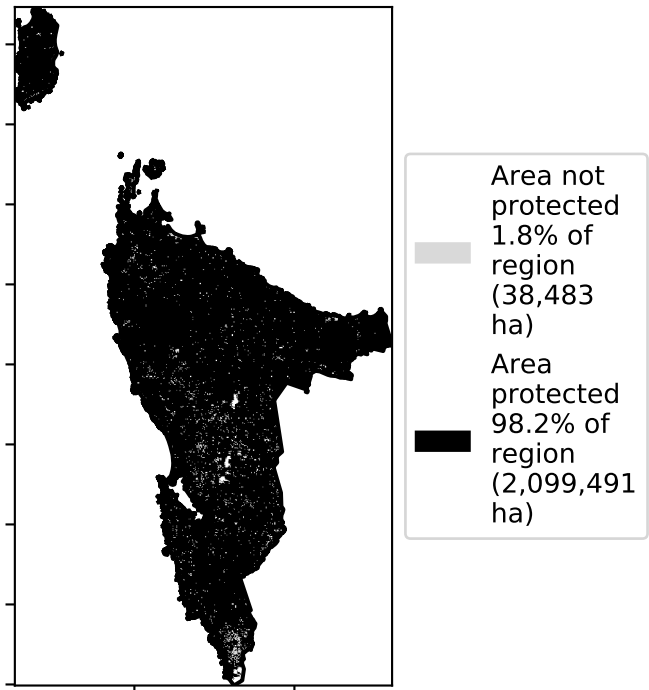 Area not
protected
1.8% of
region
(38,483
ha)
Area
protected
98.2% of
region
(2,099,491
ha)